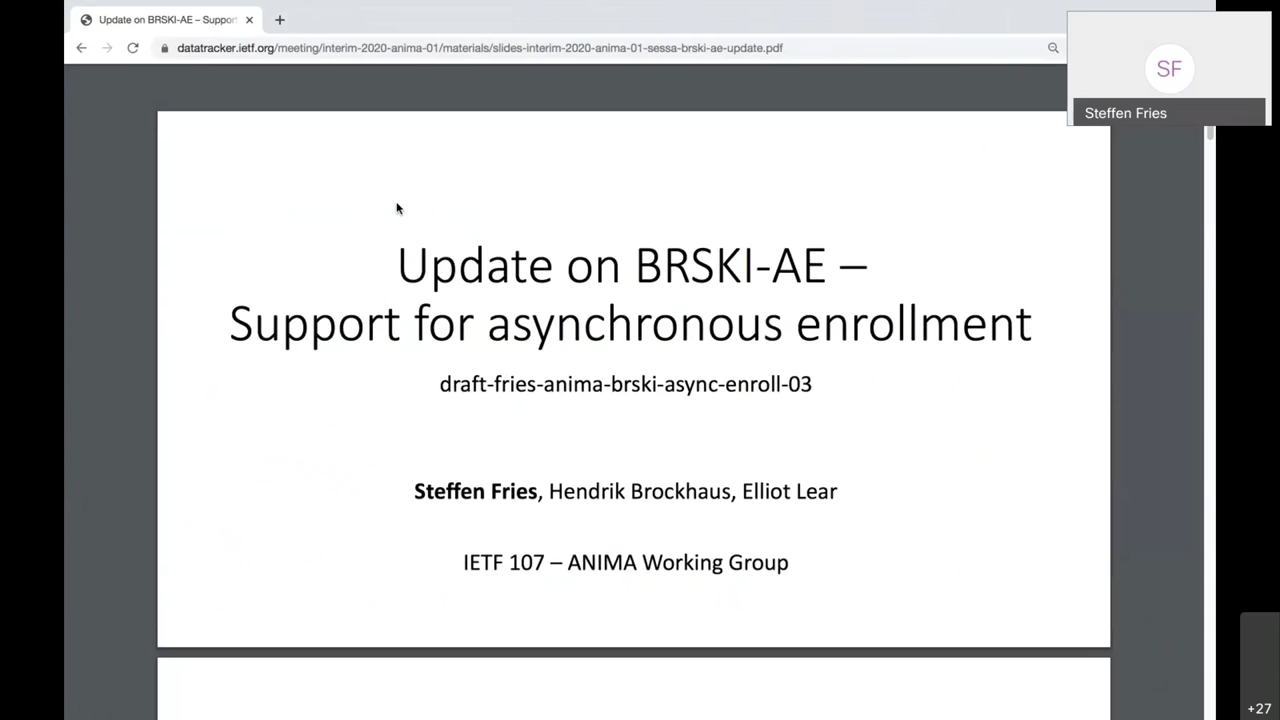 Update on BRSKI-AE – Support
datatracker.ietf.org/meeting/interim-2020-anima-01/materials/slides-interim-2020-anima-01-sessa-brski-ae-update.pdf
SF
Steffen Fries
Update on BRSKI-AE –
Support for asynchronous enrollment
draft-fries-anima-brski-async-enroll-03
Steffen Fries, Hendrik Brockhaus, Elliot Lear
IETF 107 – ANIMA Working Group
+27